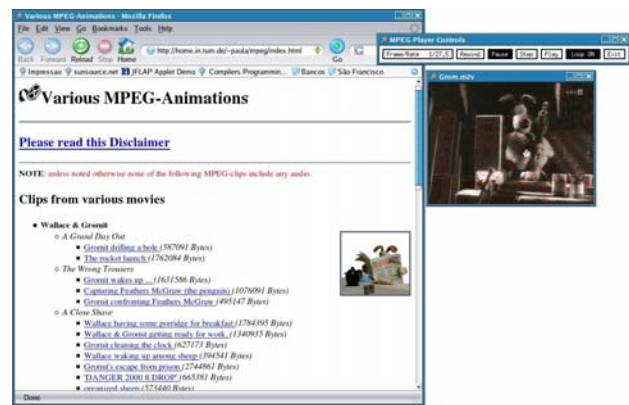 Various MPEG-Animations - Mozilla Firefox
File Edit View Go Bookmarks Tools Help
Back Forward Reload Stop Home http://home.in.tum.de/~paula/mpeg/index.html Go
Impressao sunsource.net JFLAP Applet Demo Compilers Programmin... Bancos São Francisco
Various MPEG-Animations
Please read this Disclaimer
NOTE: unless noted otherwise none of the following MPEG-clips include any audio.
Clips from various movies
Wallace & Gromit
A Grand Day Out
Gromit drilling a hole (587091 Bytes)
The rocket launch (1762084 Bytes)
The Wrong Trousers
Gromit wakes up ... (1631586 Bytes)
Capturing Feathers McGraw (the penguin) (1076091 Bytes)
Gromit confronting Feathers McGraw (495147 Bytes)
A Close Shave
Wallace having some porridge for breakfast (1784395 Bytes)
Wallace & Gromit getting ready for work. (1340935 Bytes)
Gromit cleaning the clock (627173 Bytes)
Wallace waking up among sheep (394541 Bytes)
Gromit's escape from prison (2744861 Bytes)
'DANGER 2000 ft DROP' (665381 Bytes)
organized sheep (573440 Bytes)
Done
MPEG Player Controls
Frame/Rate 1/27,5 Rewind Pause Step Play Loop ON Exit
Gmm.m2v